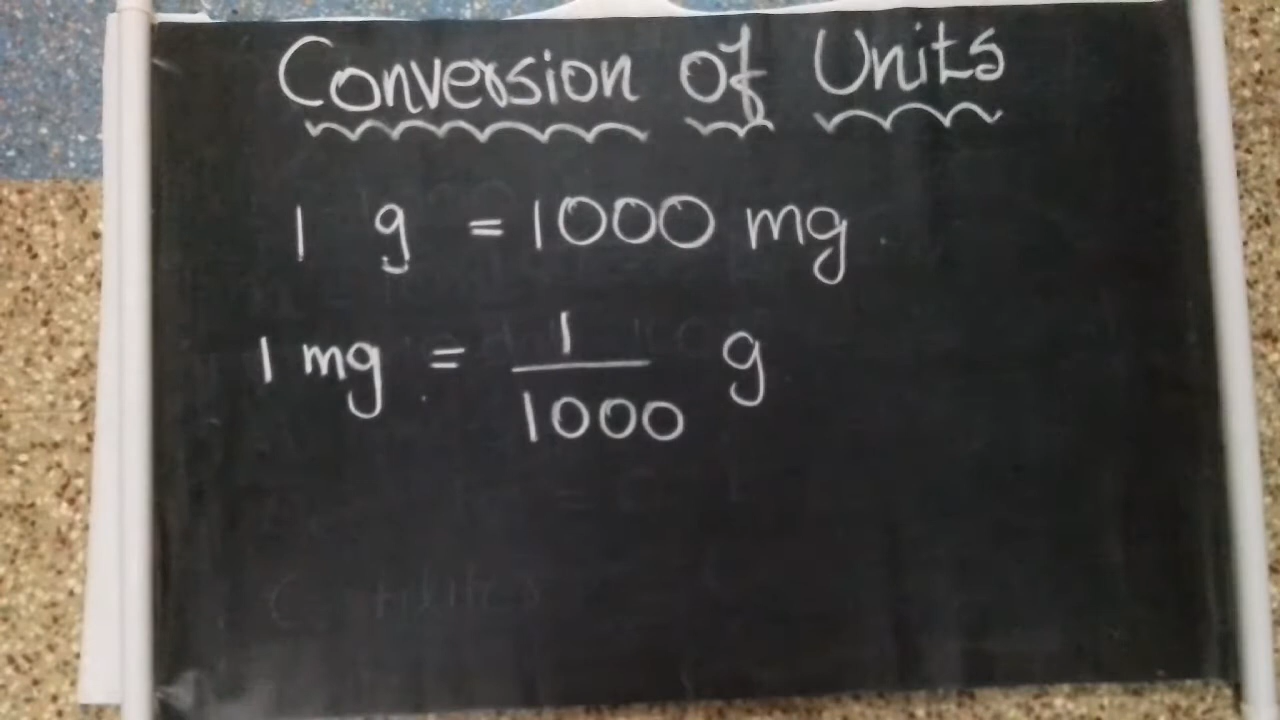 Conversion of Units
1 g = 1000 mg
1 mg = 1/1000 g